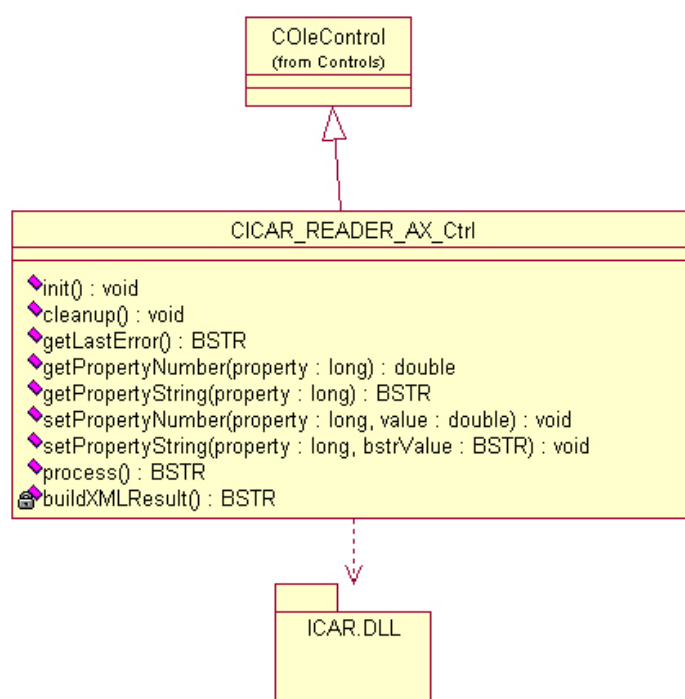 COleControl
(from Controls)
CICAR_READER_AX_Ctrl
init() : void
cleanup() : void
getLastError() : BSTR
getPropertyNumber(property : long) : double
getPropertyString(property : long) : BSTR
setPropertyNumber(property : long, value : double) : void
setPropertyString(property : long, bstrValue : BSTR) : void
process() : BSTR
buildXMLResult() : BSTR
ICAR.DLL